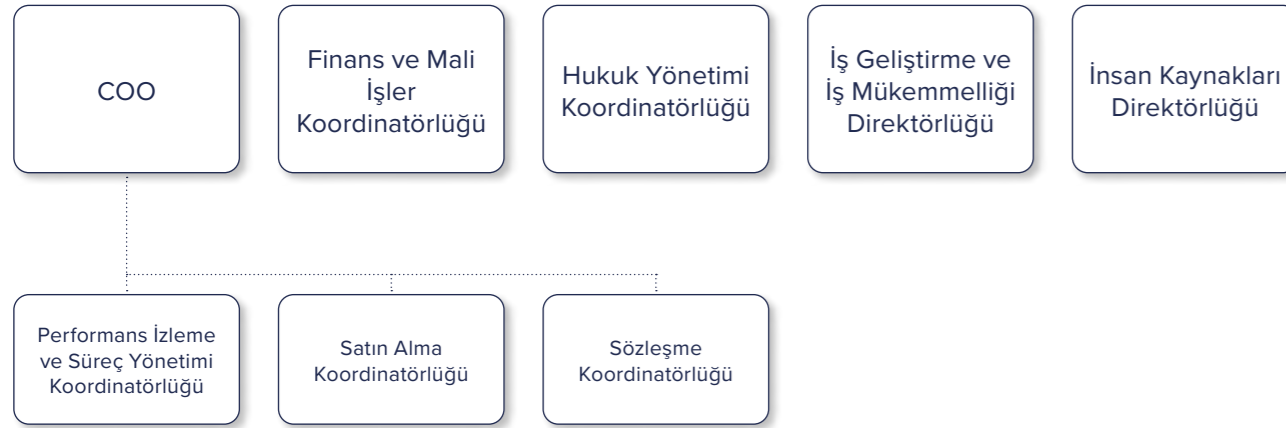 COO
Finans ve Mali
İşler
Koordinatörlüğü
Hukuk Yönetimi
Koordinatörlüğü
İş Geliştirme ve
İş Mükemmelliği
Direktörlüğü
İnsan Kaynakları
Direktörlüğü
Performans İzleme
ve Süreç Yönetimi
Koordinatörlüğü
Satın Alma
Koordinatörlüğü
Sözleşme
Koordinatörlüğü